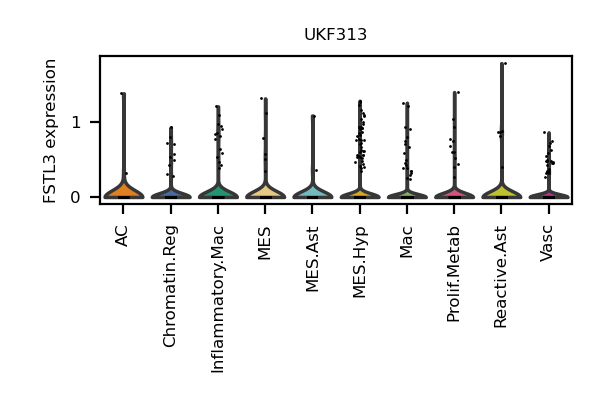 UKF313
FSTL3 expression
1
0
AC
Chromatin.Reg
Inflammatory.Mac
MES
MES.Ast
MES.Hyp
Mac
Prolif.Metab
Reactive.Ast
Vasc